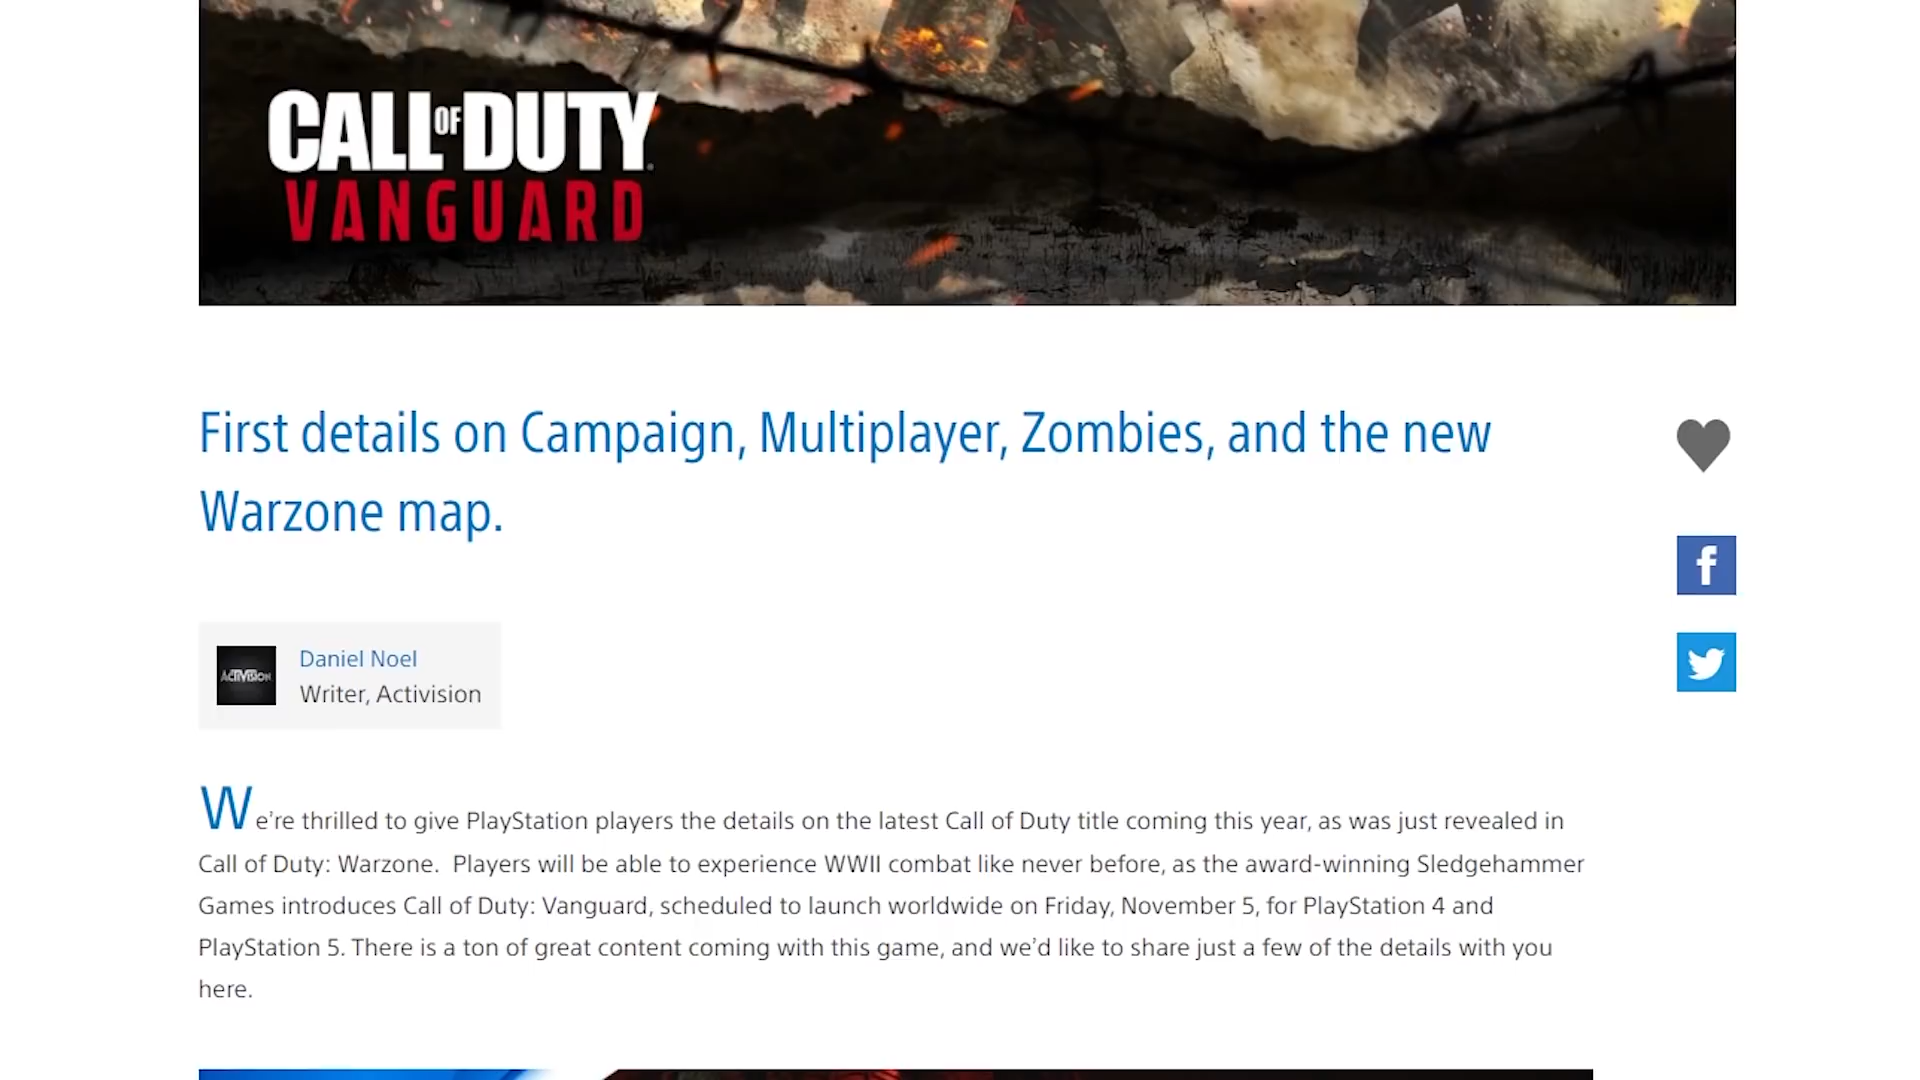 CALL OF DUTY
VANGUARD
First details on Campaign, Multiplayer, Zombies, and the new
Warzone map.
ACTIVISION
Daniel Noel
Writer, Activision
We’re thrilled to give PlayStation players the details on the latest Call of Duty title coming this year, as was just revealed in
Call of Duty: Warzone.  Players will be able to experience WWII combat like never before, as the award-winning Sledgehammer
Games introduces Call of Duty: Vanguard, scheduled to launch worldwide on Friday, November 5, for PlayStation 4 and
PlayStation 5. There is a ton of great content coming with this game, and we’d like to share just a few of the details with you
here.